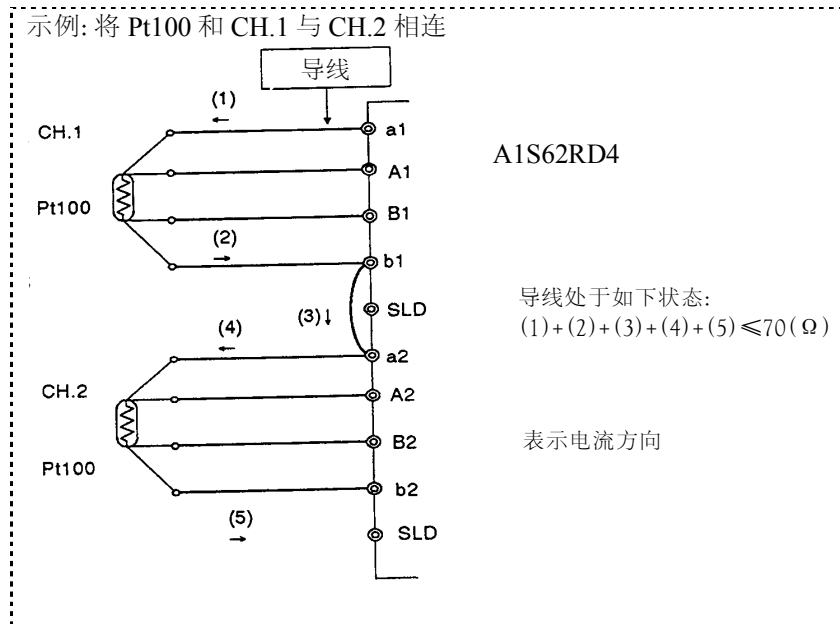 示例: 将 Pt100 和 CH.1 与 CH.2 相连
导线
(1)
CH.1
a1
A1S62RD4
A1
Pt100
B1
(2)
b1
导线处于如下状态:
(3)
SLD
(1)+(2)+(3)+(4)+(5)≤70(Ω)
(4)
a2
CH.2
A2
B2
表示电流方向
Pt100
b2
(5)
SLD